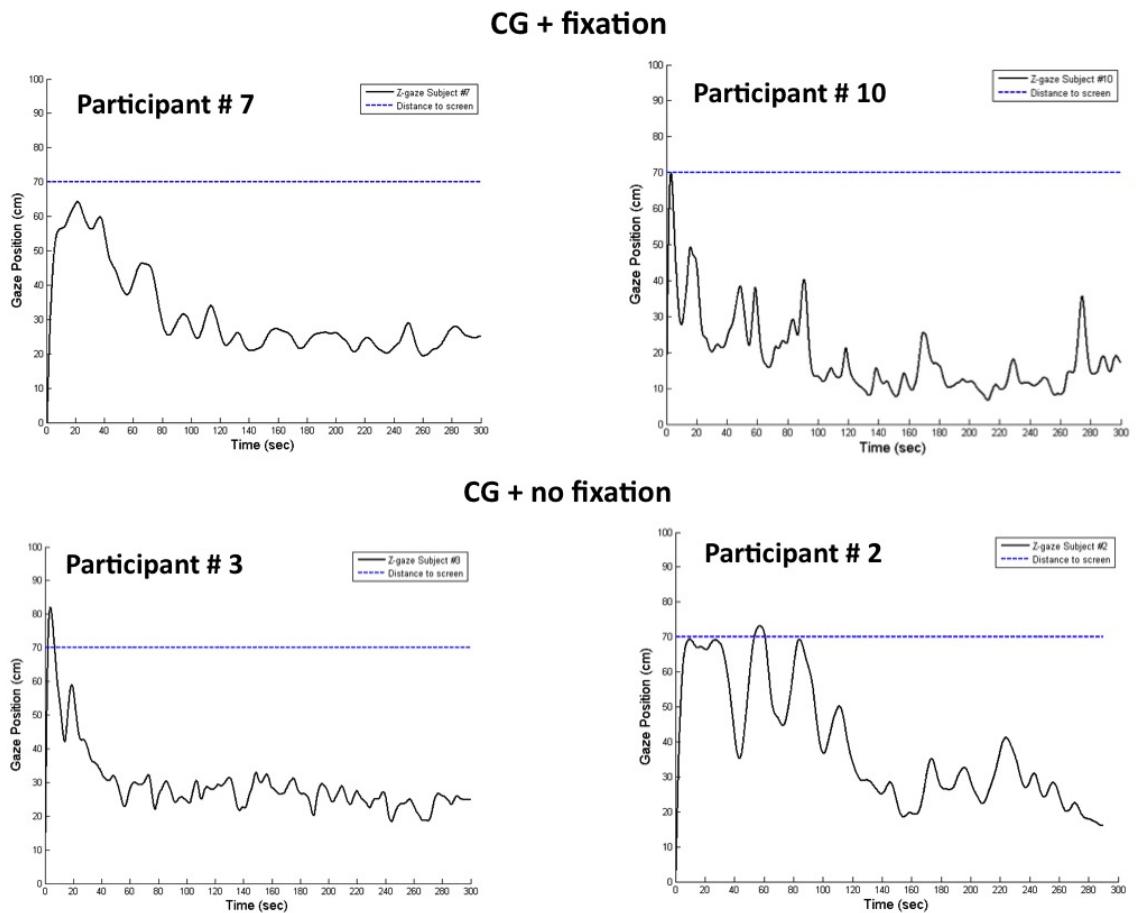 CG + fixation
Participant # 7
Z-gaze Subject #7
Distance to screen
Gaze Position (cm)
100
90
80
70
60
50
40
30
20
10
0
0 20 40 60 80 100 120 140 160 180 200 220 240 260 280 300
Time (sec)
Participant # 10
Z-gaze Subject #10
Distance to screen
Gaze Position (cm)
100
90
80
70
60
50
40
30
20
10
0
0 20 40 60 80 100 120 140 160 180 200 220 240 260 280 300
Time (sec)
CG + no fixation
Participant # 3
Z-gaze Subject #3
Distance to screen
Gaze Position (cm)
100
90
80
70
60
50
40
30
20
10
0
0 20 40 60 80 100 120 140 160 180 200 220 240 260 280 300
Time (sec)
Participant # 2
Z-gaze Subject #2
Distance to screen
Gaze Position (cm)
100
90
80
70
60
50
40
30
20
10
0
0 20 40 60 80 100 120 140 160 180 200 220 240 260 280 300
Time (sec)